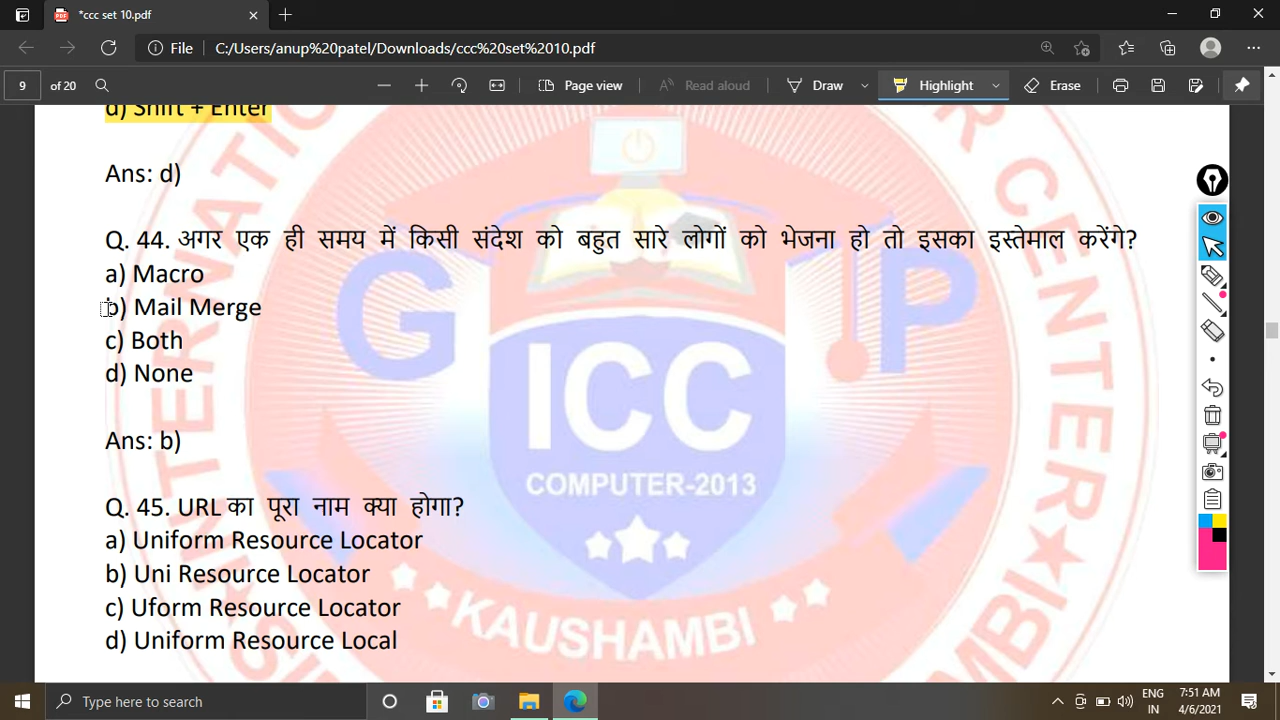 *ccc set 10.pdf
File C:/Users/anup%20patel/Downloads/ccc%20set%2010.pdf
9 of 20 Page view Read aloud Draw Highlight Erase
d) Shift + Enter
Ans: d)
Q. 44. अगर एक ही समय में किसी संदेश को बहुत सारे लोगों को भेजना हो तो इसका इस्तेमाल करेंगे?
a) Macro
b) Mail Merge
c) Both
d) None
Ans: b)
Q. 45. URL का पूरा नाम क्या होगा?
a) Uniform Resource Locator
b) Uni Resource Locator
c) Uform Resource Locator
d) Uniform Resource Local
G P
ICC
COMPUTER-2013
KAUSHAMBI
Type here to search
ENG
IN
7:51 AM
4/6/2021